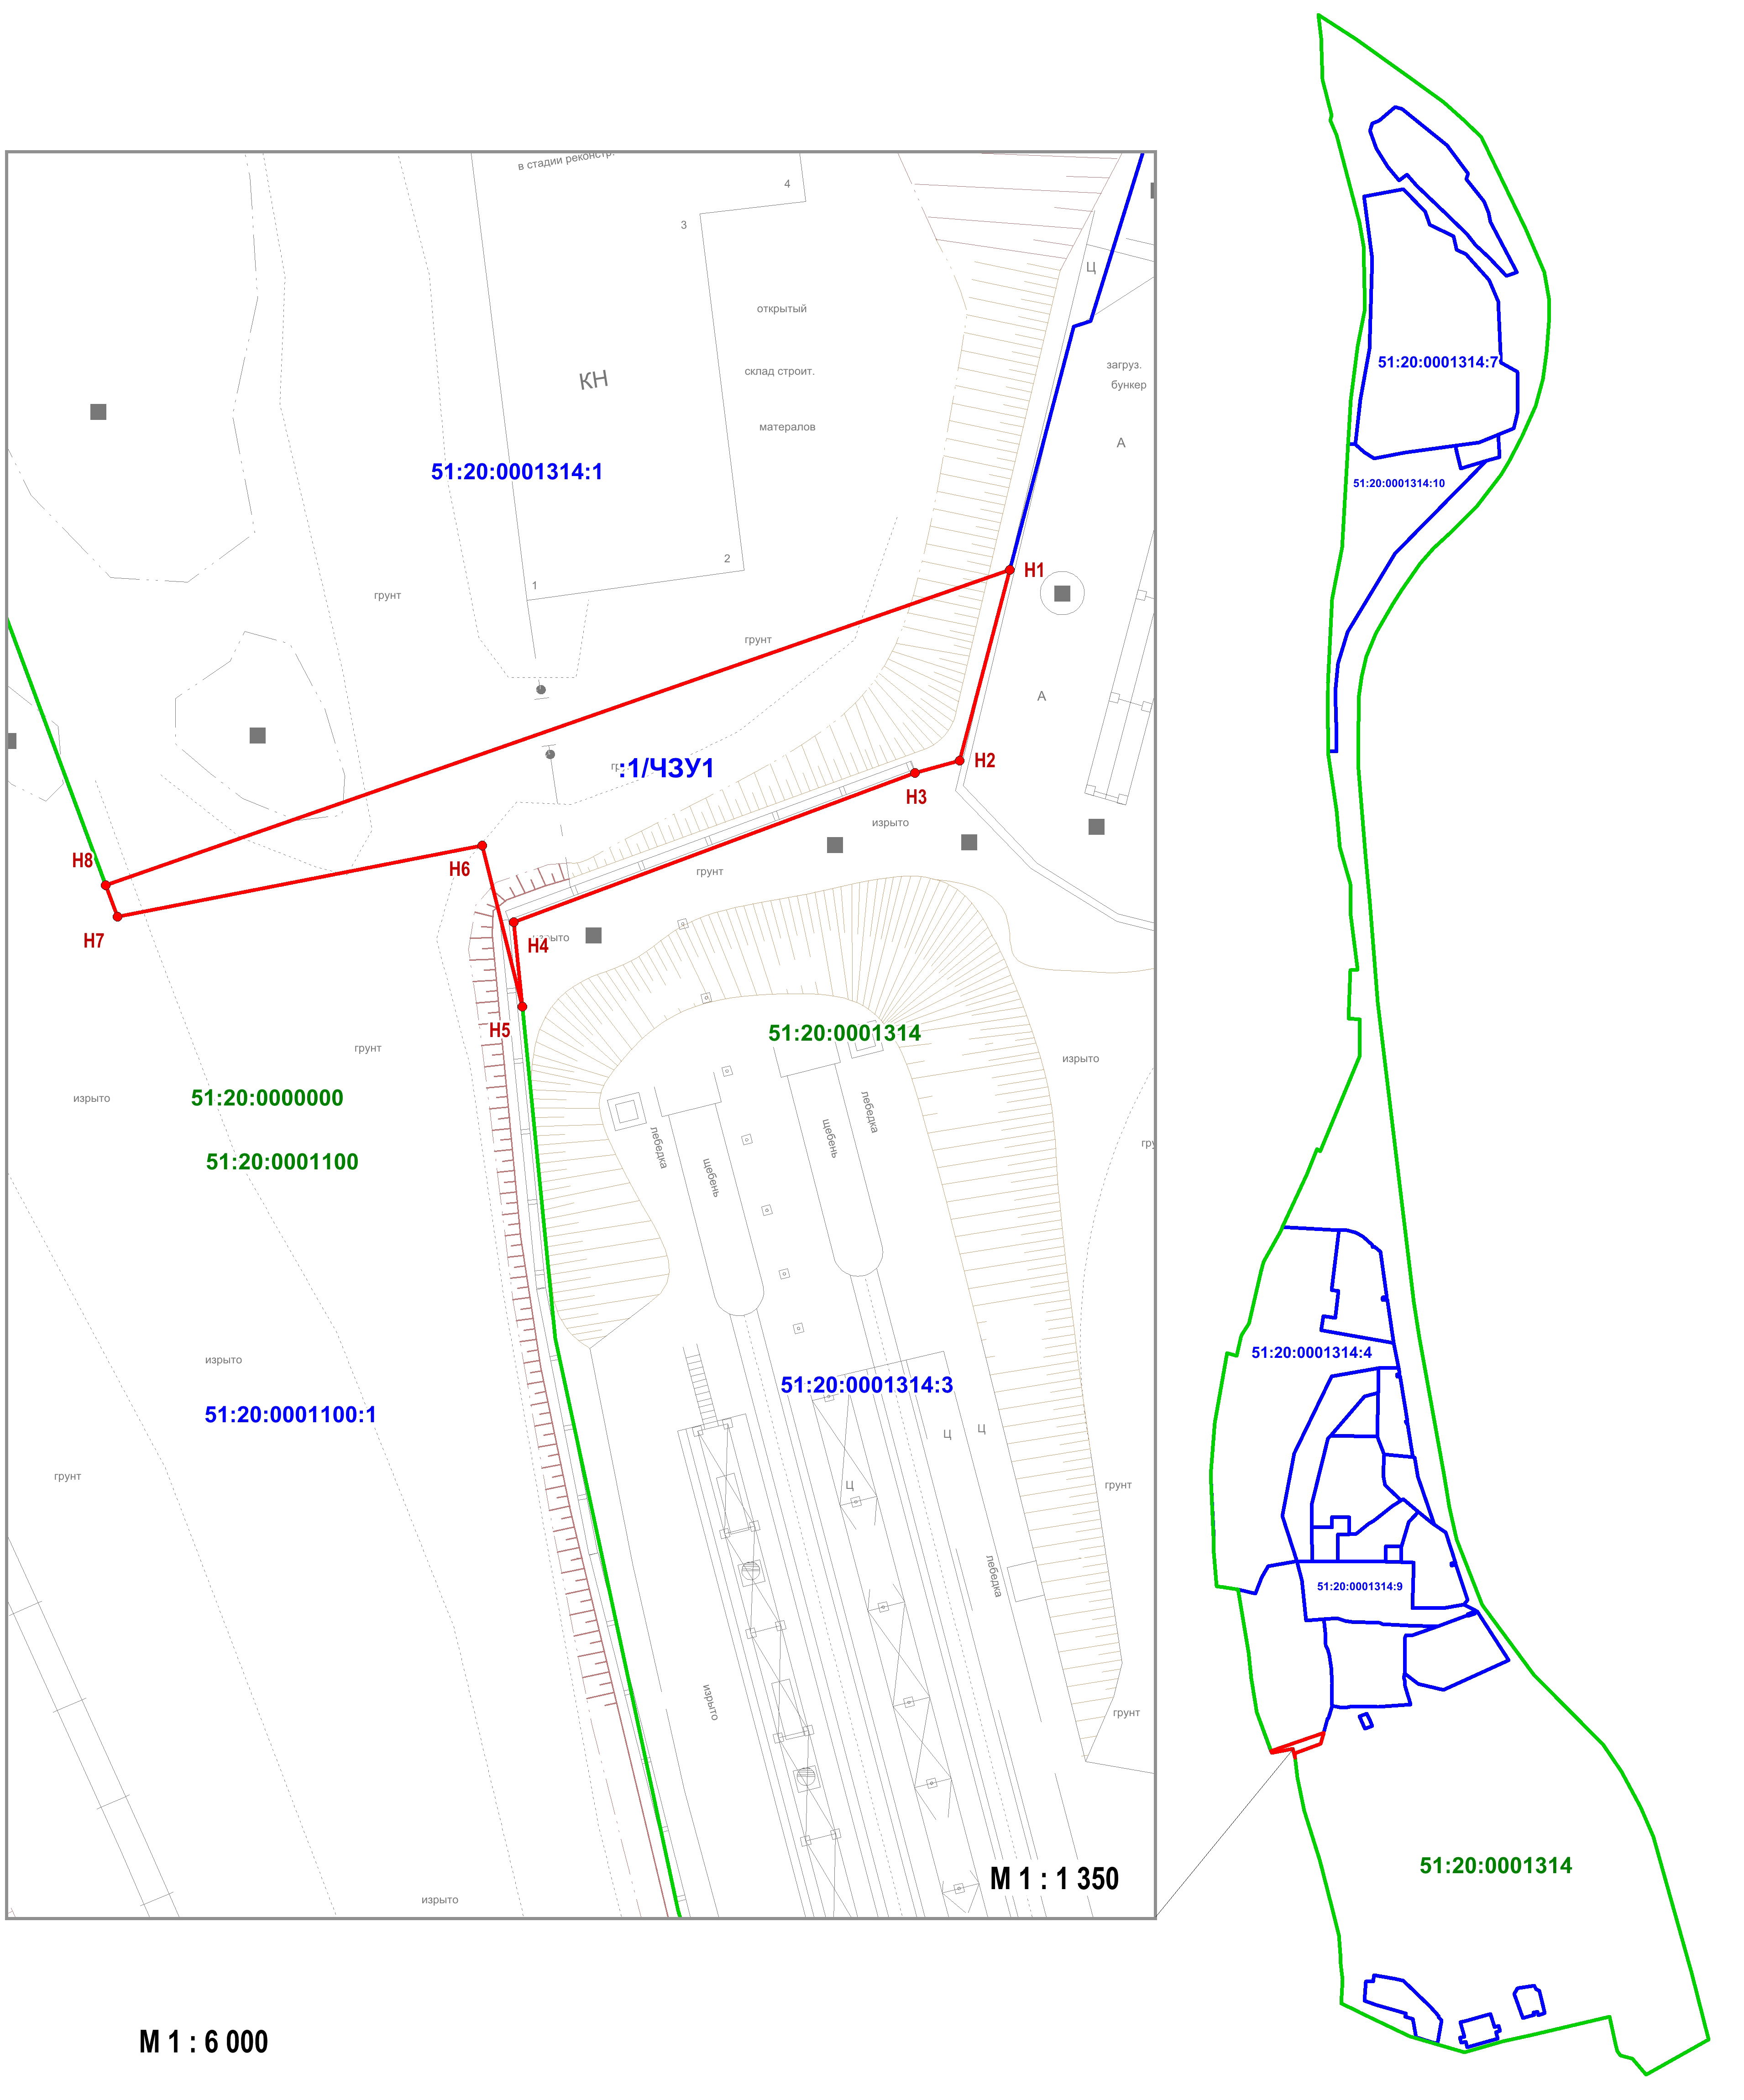 в стадии реконстр.
4
3
Ц
открытый
загруз.
склад строит.
бункер
КН
матералов
А
51:20:0001314:1
2
1
Н1
грунт
грунт
А
:1/ЧЗУ1
Н2
Н3
изрыто
Н8
Н6
грунт
Н7
Н4
Н5
51:20:0001314
грунт
изрыто
51:20:0000000
изрыто
51:20:0001100
лебедка
щебень
щебень
лебедка
изрыто
51:20:0001314:3
51:20:0001100:1
Ц
Ц
грунт
Ц
грунт
лебедка
изрыто
грунт
изрыто
М 1 : 1 350
51:20:0001314:7
51:20:0001314:10
51:20:0001314:4
51:20:0001314:9
51:20:0001314
М 1 : 6 000